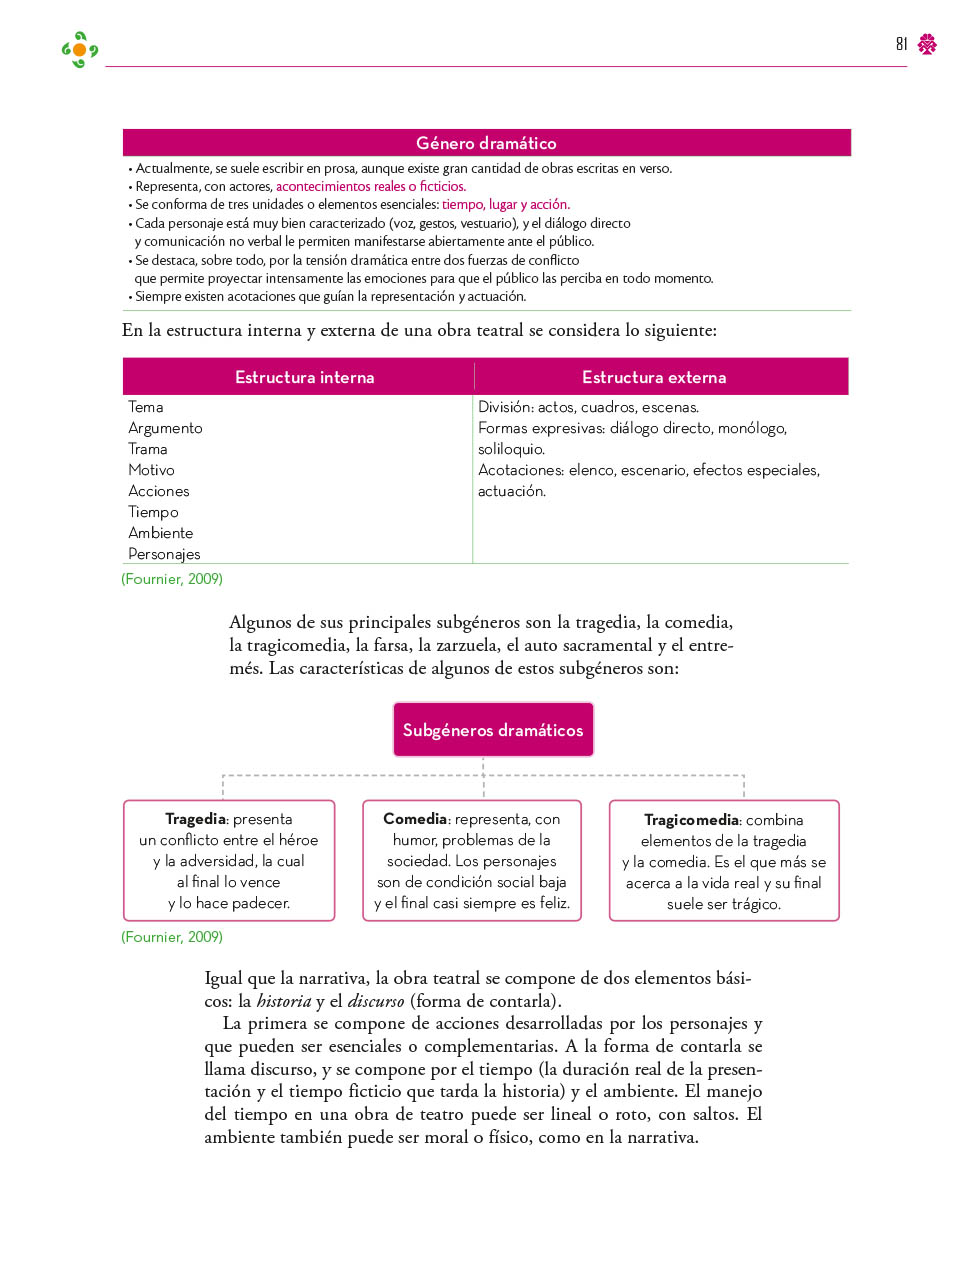 81
Género dramático
• Actualmente, se suele escribir en prosa, aunque existe gran cantidad de obras escritas en verso.
• Representa, con actores, acontecimientos reales o ficticios.
• Se conforma de tres unidades o elementos esenciales: tiempo, lugar y acción.
• Cada personaje está muy bien caracterizado (voz, gestos, vestuario), y el diálogo directo
y comunicación no verbal le permiten manifestarse abiertamente ante el público.
• Se destaca, sobre todo, por la tensión dramática entre dos fuerzas de conflicto
que permite proyectar intensamente las emociones para que el público las perciba en todo momento.
• Siempre existen acotaciones que guían la representación y actuación.
En la estructura interna y externa de una obra teatral se considera lo siguiente:
Estructura interna
Tema
Argumento
Trama
Motivo
Acciones
Tiempo
Ambiente
Personajes
Estructura externa
División: actos, cuadros, escenas.
Formas expresivas: diálogo directo, monólogo,
soliloquio.
Acotaciones: elenco, escenario, efectos especiales,
actuación.
(Fournier, 2009)
Algunos de sus principales subgéneros son la tragedia, la comedia,
la tragicomedia, la farsa, la zarzuela, el auto sacramental y el entre-
més. Las características de algunos de estos subgéneros son:
Subgéneros dramáticos
Tragedia: presenta
un conflicto entre el héroe
y la adversidad, la cual
al final lo vence
y lo hace padecer.
Comedia: representa, con
humor, problemas de la
sociedad. Los personajes
son de condición social baja
y el final casi siempre es feliz.
Tragicomedia: combina
elementos de la tragedia
y la comedia. Es el que más se
acerca a la vida real y su final
suele ser trágico.
(Fournier, 2009)
Igual que la narrativa, la obra teatral se compone de dos elementos bási-
cos: la historia y el discurso (forma de contarla).
La primera se compone de acciones desarrolladas por los personajes y
que pueden ser esenciales o complementarias. A la forma de contarla se
llama discurso, y se compone por el tiempo (la duración real de la presen-
tación y el tiempo ficticio que tarda la historia) y el ambiente. El manejo
del tiempo en una obra de teatro puede ser lineal o roto, con saltos. El
ambiente también puede ser moral o físico, como en la narrativa.